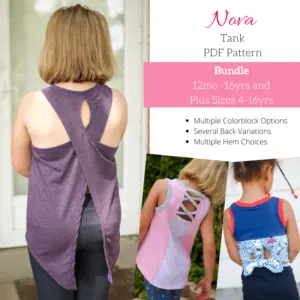 Nova
Tank
PDF Pattern
Bundle
12mo -16yrs and
Plus Sizes 4-16yrs
• Multiple Colorblock Options
• Several Back Variations
• Multiple Hem Choices